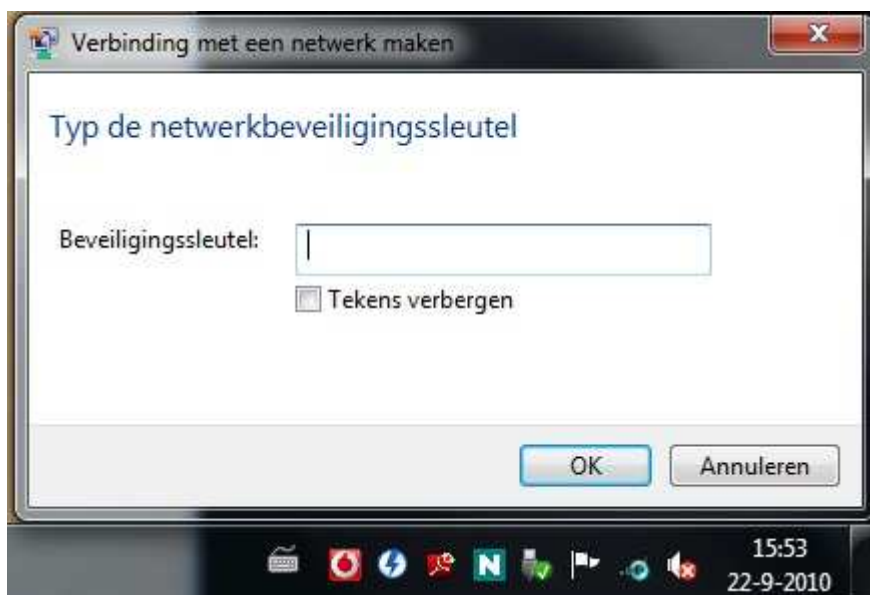 Verbinding met een netwerk maken
Typ de netwerkbeveiligingssleutel
Beveiligingssleutel:
Tekens verbergen
OK
Annuleren
N
15:53
22-9-2010